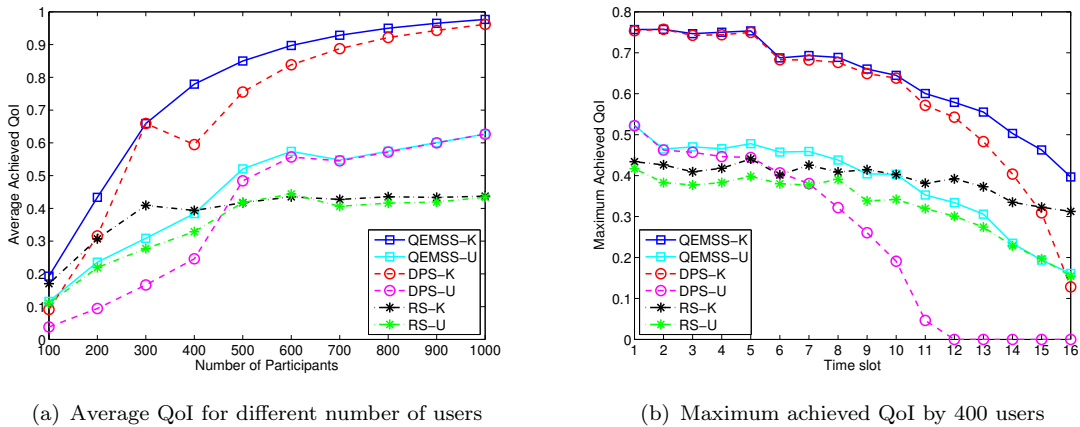 1
0.9
0.8
0.7
0.6
0.5
0.4
0.3
0.2
0.1
0
Average Achieved QoI
100 200 300 400 500 600 700 800 900 1000
Number of Participants
QEMSS−K
QEMSS−U
DPS−K
DPS−U
RS−K
RS−U
(a) Average QoI for different number of users
0.8
0.7
0.6
0.5
0.4
0.3
0.2
0.1
0
Maximum Achieved QoI
1 2 3 4 5 6 7 8 9 10 11 12 13 14 15 16
Time slot
QEMSS−K
QEMSS−U
DPS−K
DPS−U
RS−K
RS−U
(b) Maximum achieved QoI by 400 users